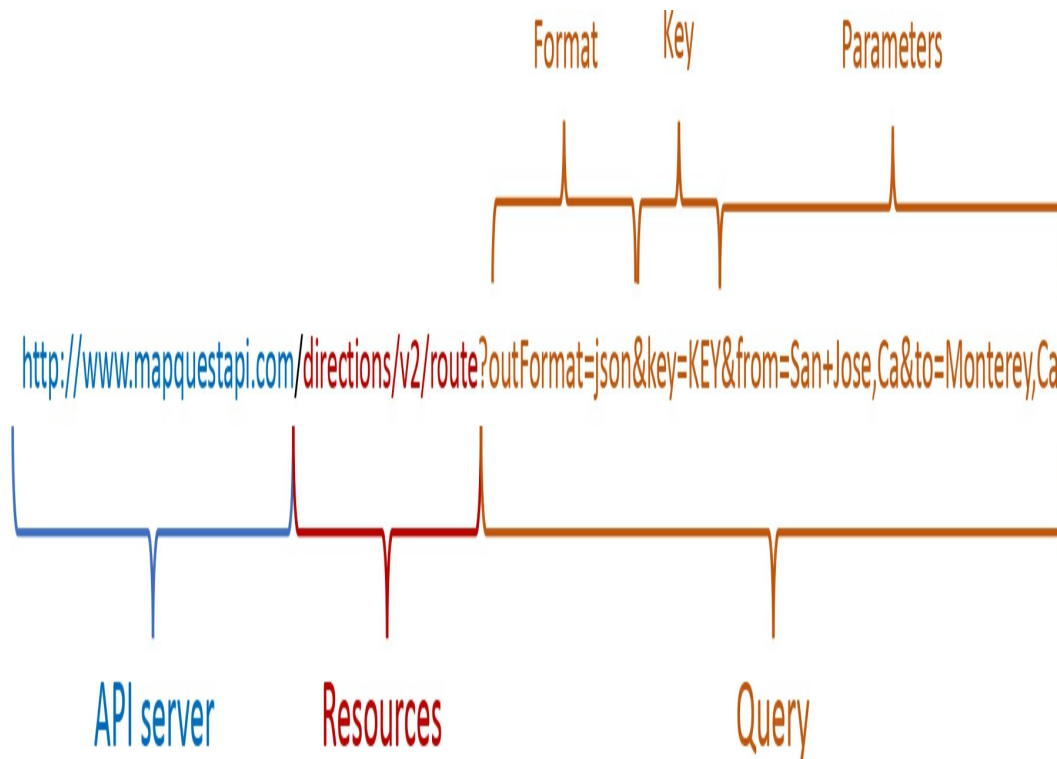 Format Key Parameters
http://www.mapquestapi.com/directions/v2/route?outFormat=json&key=KEY&from=San+Jose,Ca&to=Monterey,Ca
API server Resources Query